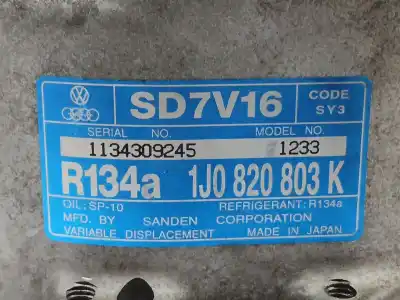 SD7V16
CODE
SY3
SERIAL NO.
MODEL NO.
1134309245
1233
R134a 1J0 820 803 K
OIL:SP-10
REFRIGERANT:R134a
MFD. BY SANDEN CORPORATION
VARIABLE DISPLACEMENT MADE IN JAPAN